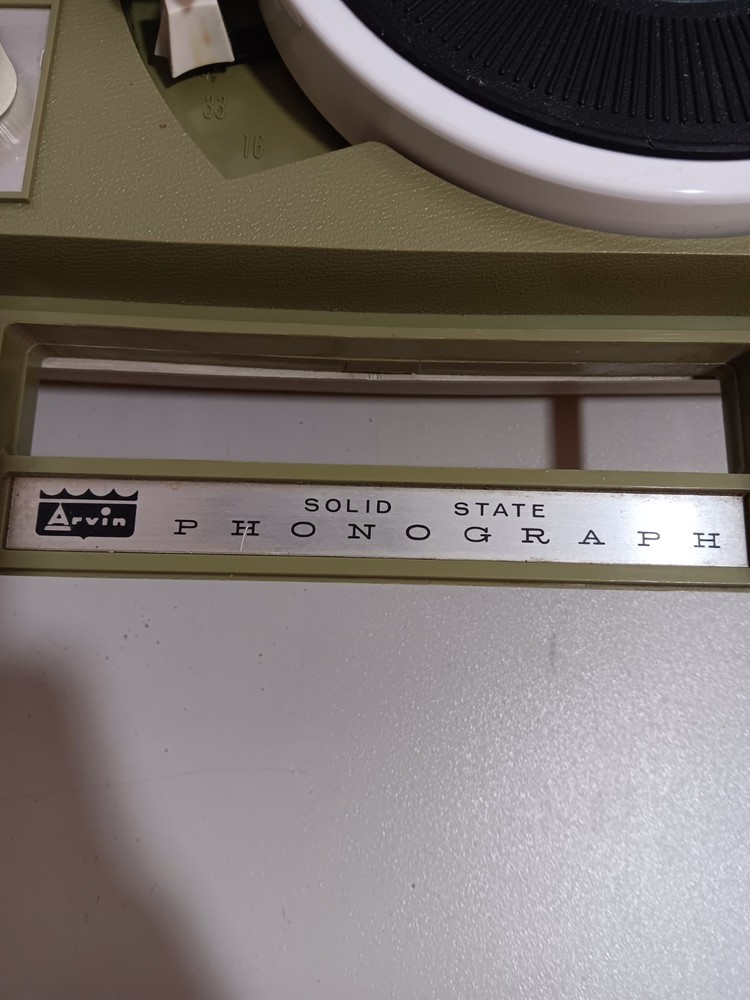 33
16
Arvin
SOLID STATE
PHONOGRAPH